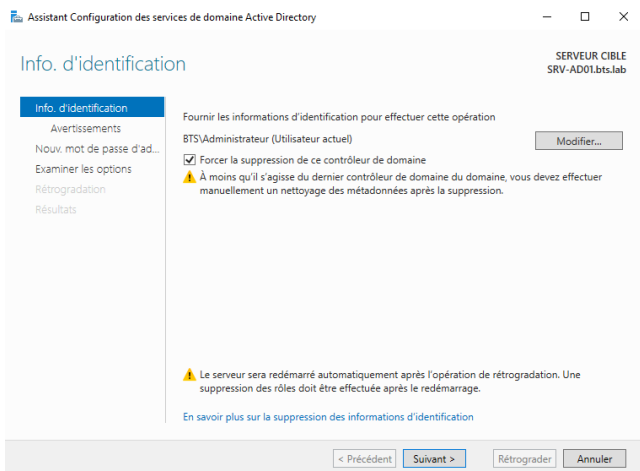 Assistant Configuration des services de domaine Active Directory
Info. d'identification
SERVEUR CIBLE
SRV-AD01.bts.lab
Info. d'identification
Avertissements
Nouv. mot de passe d'ad...
Examiner les options
Rétrogradation
Résultats
Fournir les informations d'identification pour effectuer cette opération
BTS\Administrateur (Utilisateur actuel)
Modifier...
Forcer la suppression de ce contrôleur de domaine
À moins qu'il s'agisse du dernier contrôleur de domaine du domaine, vous devez effectuer
manuellement un nettoyage des métadonnées après la suppression.
Le serveur sera redémarré automatiquement après l'opération de rétrogradation. Une
suppression des rôles doit être effectuée après le redémarrage.
En savoir plus sur la suppression des informations d'identification
< Précédent
Suivant >
Rétrograder
Annuler